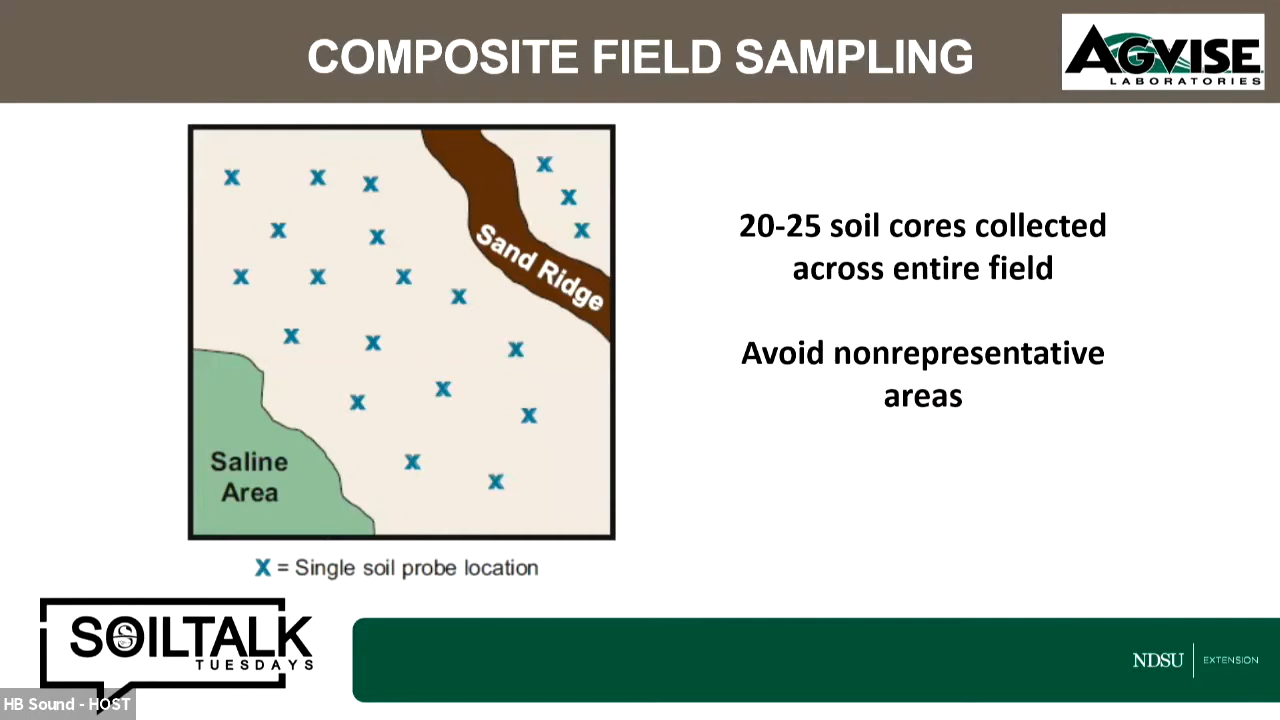 COMPOSITE FIELD SAMPLING
AGVISE
LABORATORIES
x x x x
x
x x x
x x x
x
x x x
x x x
x x
Sand Ridge
Saline
Area
X = Single soil probe location
20-25 soil cores collected
across entire field
Avoid nonrepresentative
areas
SOILTALK
TUESDAYS
NDSU EXTENSION
HB Sound - HOST